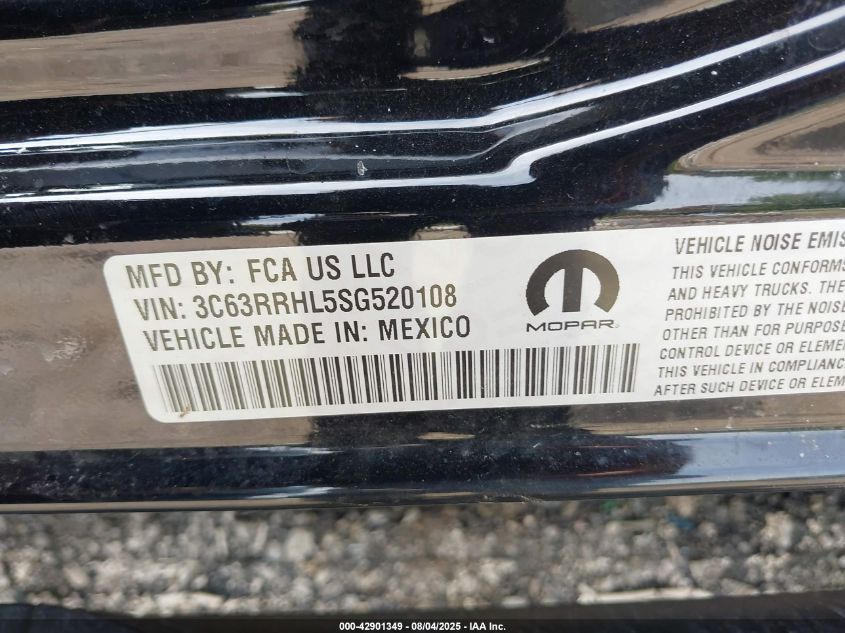 MFD BY: FCA US LLC
VIN: 3C63RRHL5SG520108
VEHICLE MADE IN: MEXICO
MOPAR
VEHICLE NOISE EMIS
THIS VEHICLE CONFORMS
AND HEAVY TRUCKS. THE
PROHIBITED BY THE NOISE
OTHER THAN FOR PURPOSE
CONTROL DEVICE OR ELEMEN
THIS VEHICLE IN COMPLIANC
AFTER SUCH DEVICE OR ELEM
000-42901349 - 08/04/2025 - IAA Inc.